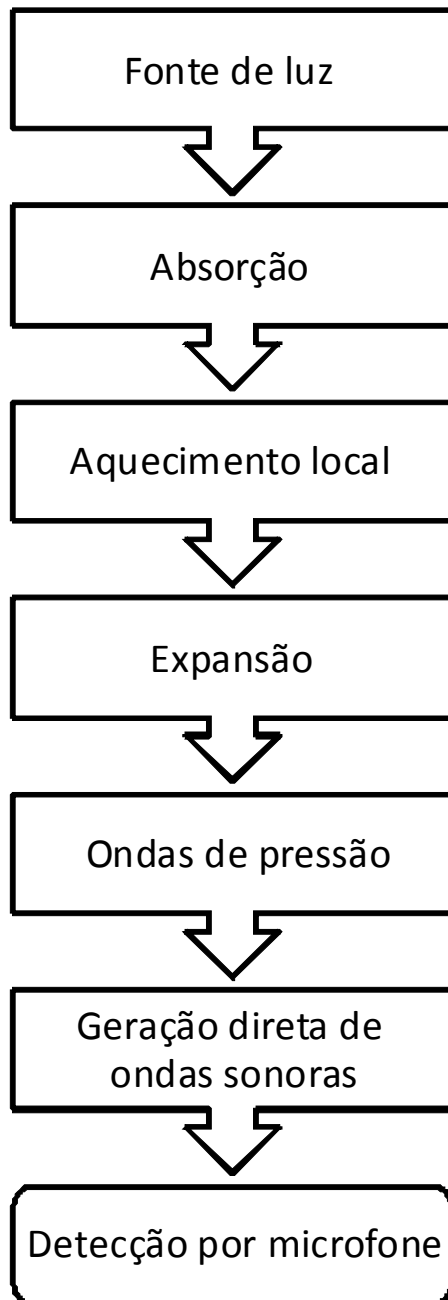 Fonte de luz
Absorção
Aquecimento local
Expansão
Ondas de pressão
Geração direta de
ondas sonoras
Detecção por microfone